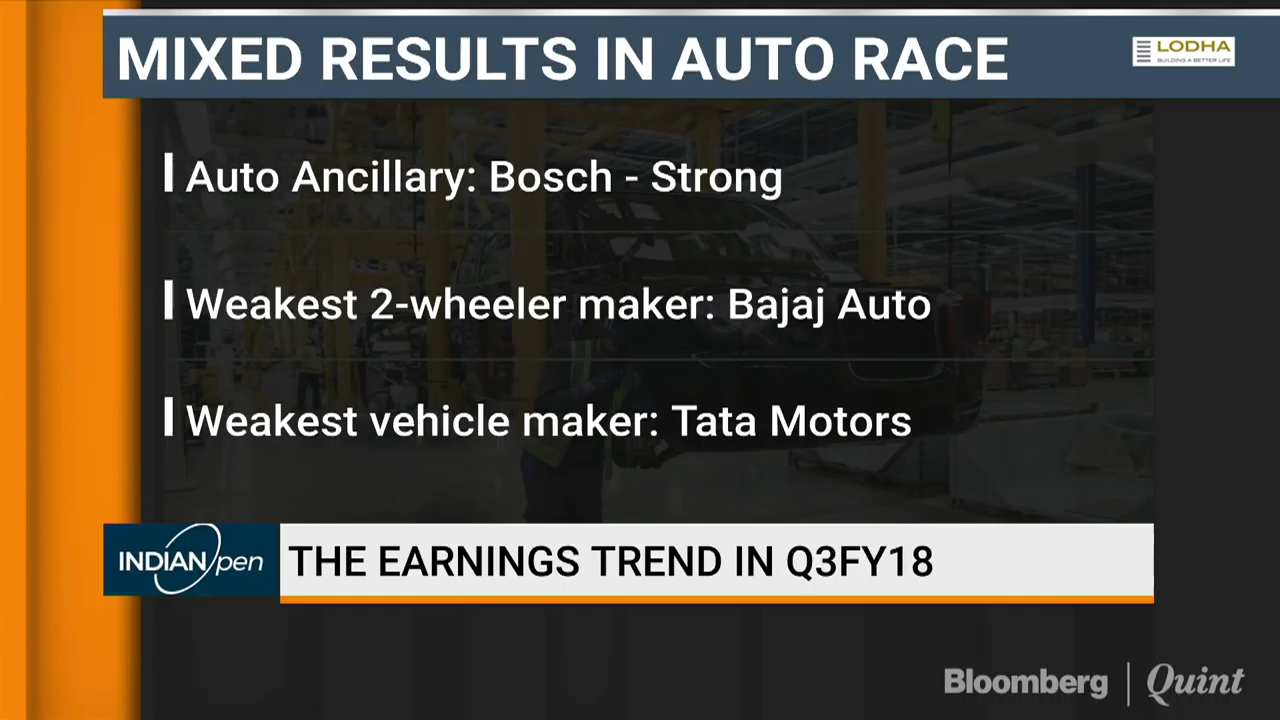 MIXED RESULTS IN AUTO RACE
LODHA
BUILDING A BETTER LIFE
Auto Ancillary: Bosch - Strong
Weakest 2-wheeler maker: Bajaj Auto
Weakest vehicle maker: Tata Motors
INDIAN Open
THE EARNINGS TREND IN Q3FY18
Bloomberg | Quint